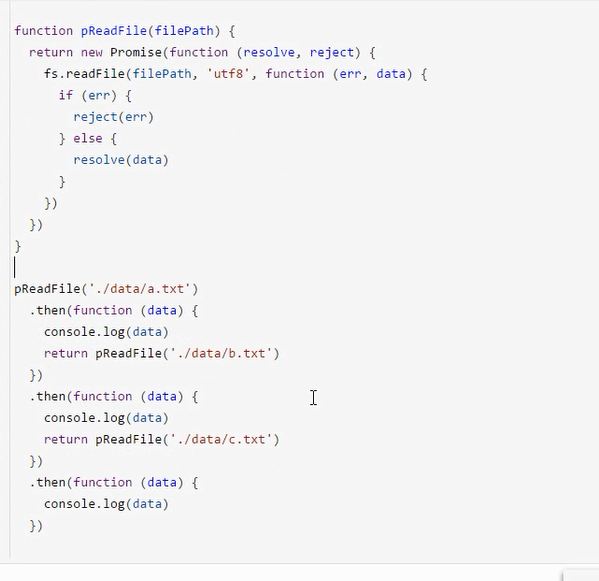 function pReadFile(filePath) {
  return new Promise(function (resolve, reject) {
    fs.readFile(filePath, 'utf8', function (err, data) {
      if (err) {
        reject(err)
      } else {
        resolve(data)
      }
    })
  })
}

pReadFile('./data/a.txt')
  .then(function (data) {
    console.log(data)
    return pReadFile('./data/b.txt')
  })
  .then(function (data) {
    console.log(data)
    return pReadFile('./data/c.txt')
  })
  .then(function (data) {
    console.log(data)
  })